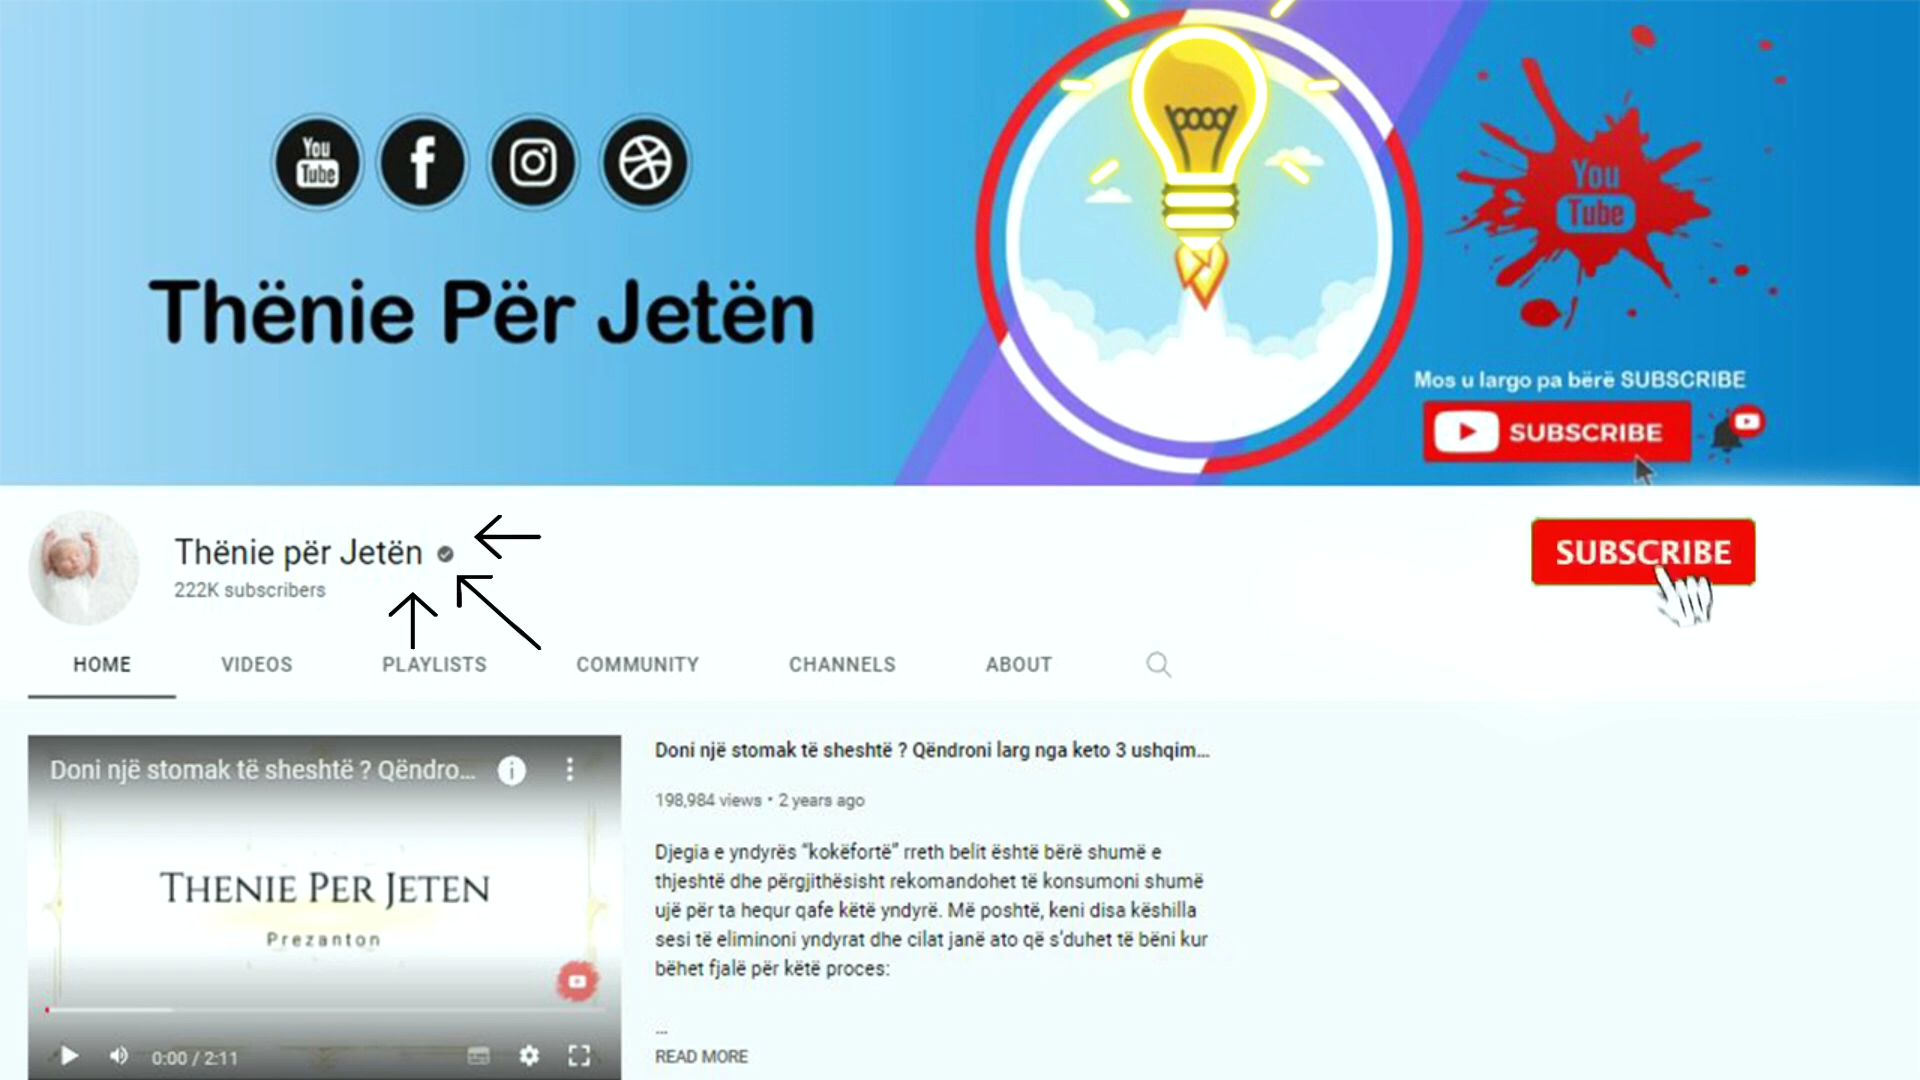 You
Tube
f
Thënie Për Jetën
You
Tube
Mos u largo pa bërë SUBSCRIBE
SUBSCRIBE
Thënie për Jetën
222K subscribers
SUBSCRIBE
HOME VIDEOS PLAYLISTS COMMUNITY CHANNELS ABOUT
Doni një stomak të sheshtë ? Qëndro...
THENIE PER JETEN
Prezanton
0:00 / 2:11
Doni një stomak të sheshtë ? Qëndroni larg nga keto 3 ushqim...
198,984 views • 2 years ago
Djegia e yndyrës “kokëfortë” rreth belit është bërë shumë e
thjeshtë dhe përgjithësisht rekomandohet të konsumoni shumë
ujë për ta hequr qafe këtë yndyrë. Më poshtë, keni disa këshilla
sesi të eliminoni yndyrat dhe cilat janë ato që s’duhet të bëni kur
bëhet fjalë për këtë proces:
...
READ MORE